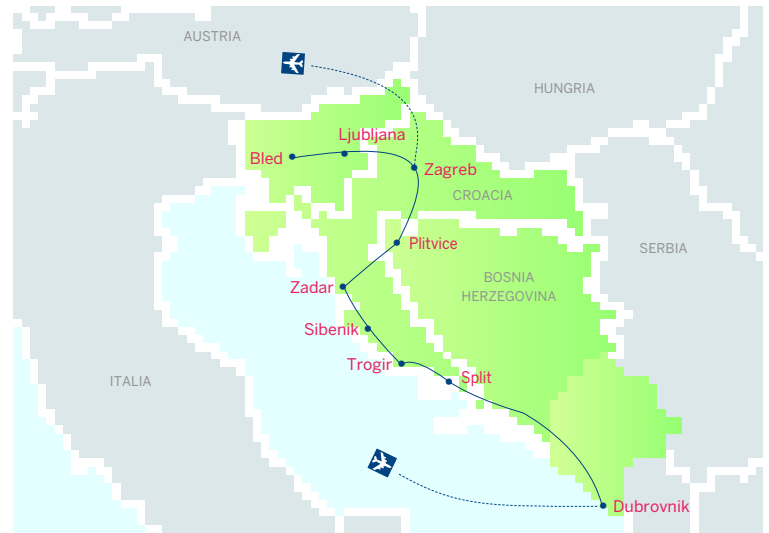 AUSTRIA
HUNGRIA
Ljubljana
Bled
Zagreb
CROACIA
Plitvice
SERBIA
BOSNIA
HERZEGOVINA
Zadar
Sibenik
Trogir
Split
ITALIA
Dubrovnik